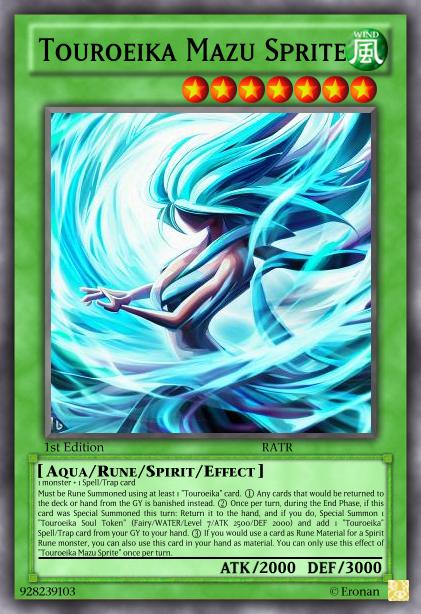 Touroeika Mazu Sprite
WIND
風
1st Edition
RATR
[ Aqua/Rune/Spirit/Effect ]
1 monster + 1 Spell/Trap card
Must be Rune Summoned using at least 1 "Touroeika" card. ① Any cards that would be returned to
the deck or hand from the GY is banished instead. ② Once per turn, during the End Phase, if this
card was Special Summoned this turn: Return it to the hand, and if you do, Special Summon 1
"Touroeika Soul Token" (Fairy/WATER/Level 7/ATK 2500/DEF 2000) and add 1 "Touroeika"
Spell/Trap card from your GY to your hand. ③ If you would use a card as Rune Material for a Spirit
Rune monster, you can also use this card in your hand as material. You can only use this effect of
"Touroeika Mazu Sprite" once per turn.
ATK/2000 DEF/3000
928239103
© Eronan